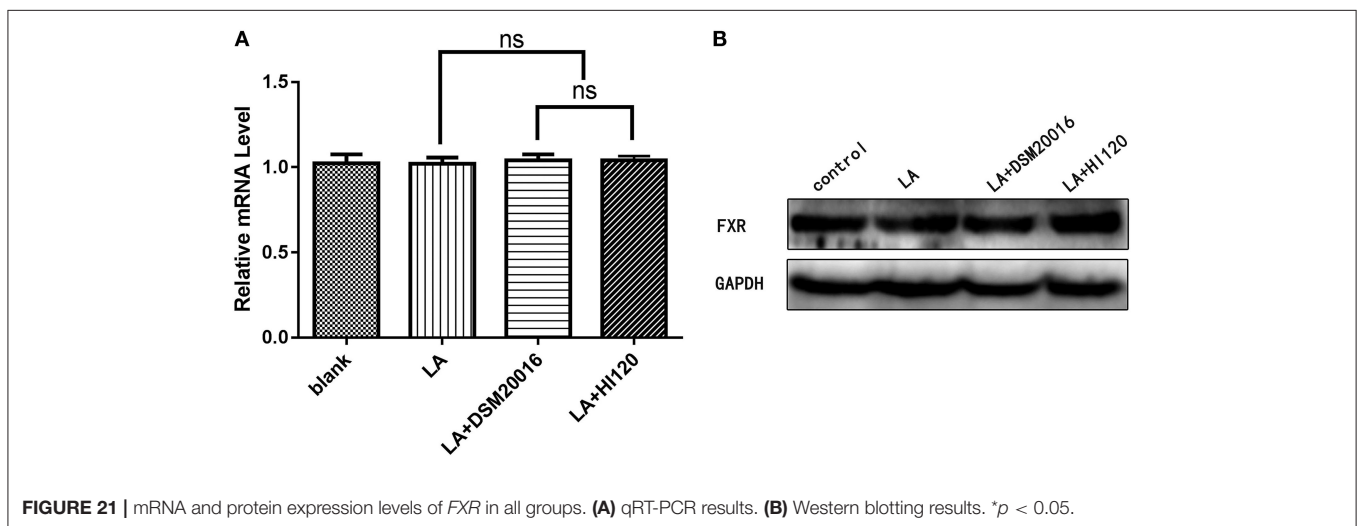 A
B
ns
ns
Relative mRNA Level
1.5
1.0
0.5
0.0
blank
LA
LA+DSM20016
LA+HI120
control
LA
LA+DSM20016
LA+HI120
FXR
GAPDH
FIGURE 21 | mRNA and protein expression levels of FXR in all groups. (A) qRT-PCR results. (B) Western blotting results. *p < 0.05.